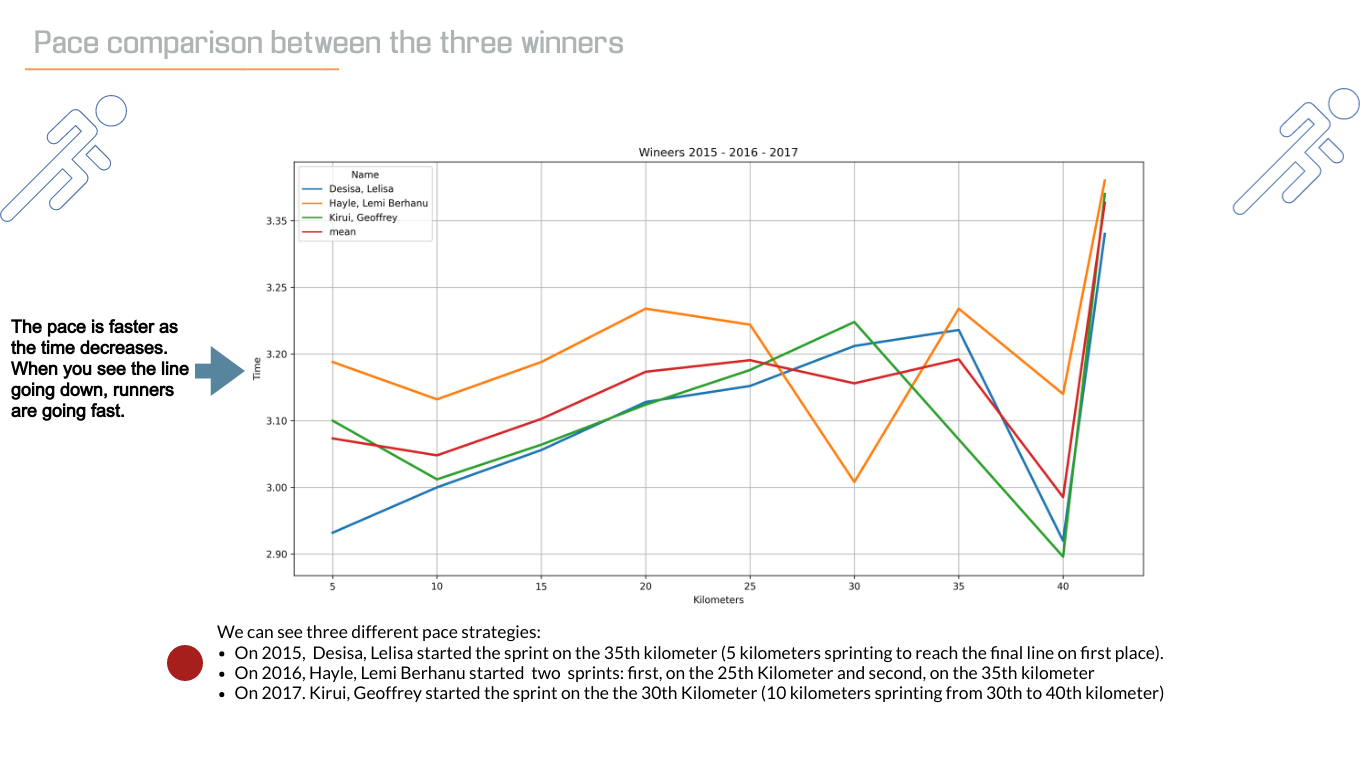 Pace comparison between the three winners
Wineers 2015 - 2016 - 2017
Name
Desisa, Lelisa
Hayle, Lemi Berhanu
Kirui, Geoffrey
mean
3.35
3.25
3.20
3.10
3.00
2.90
Time
5 10 15 20 25 30 35 40
Kilometers
The pace is faster as
the time decreases.
When you see the line
going down, runners
are going fast.
We can see three different pace strategies:
• On 2015, Desisa, Lelisa started the sprint on the 35th kilometer (5 kilometers sprinting to reach the final line on first place).
• On 2016, Hayle, Lemi Berhanu started two sprints: first, on the 25th Kilometer and second, on the 35th kilometer
• On 2017. Kirui, Geoffrey started the sprint on the the 30th Kilometer (10 kilometers sprinting from 30th to 40th kilometer)